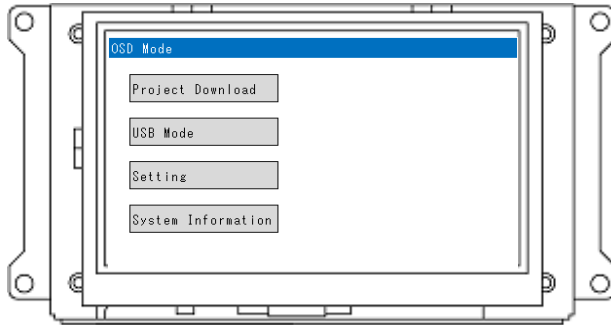 OSD Mode
Project Download
USB Mode
Setting
System Information